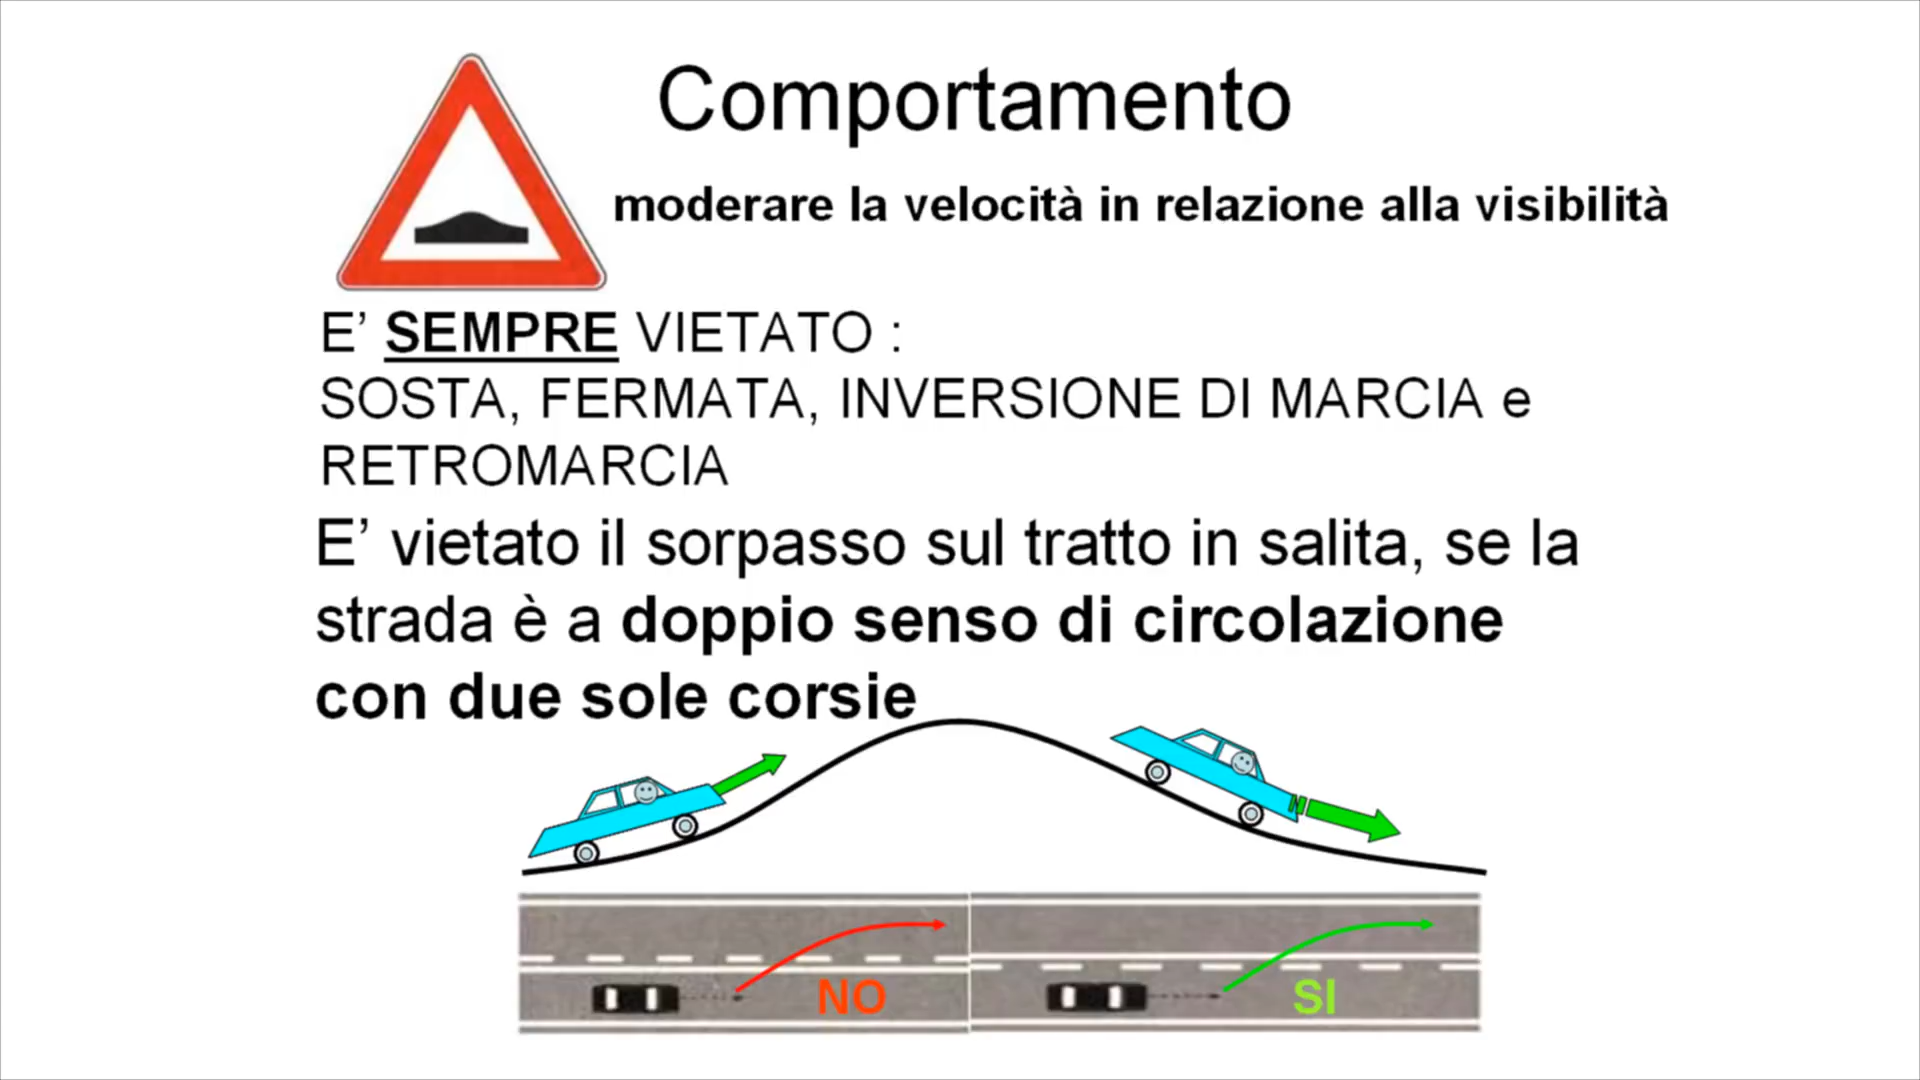 Comportamento
moderare la velocità in relazione alla visibilità
E’ SEMPRE VIETATO :
SOSTA, FERMATA, INVERSIONE DI MARCIA e
RETROMARCIA
E’ vietato il sorpasso sul tratto in salita, se la
strada è a doppio senso di circolazione
con due sole corsie
NO
SI